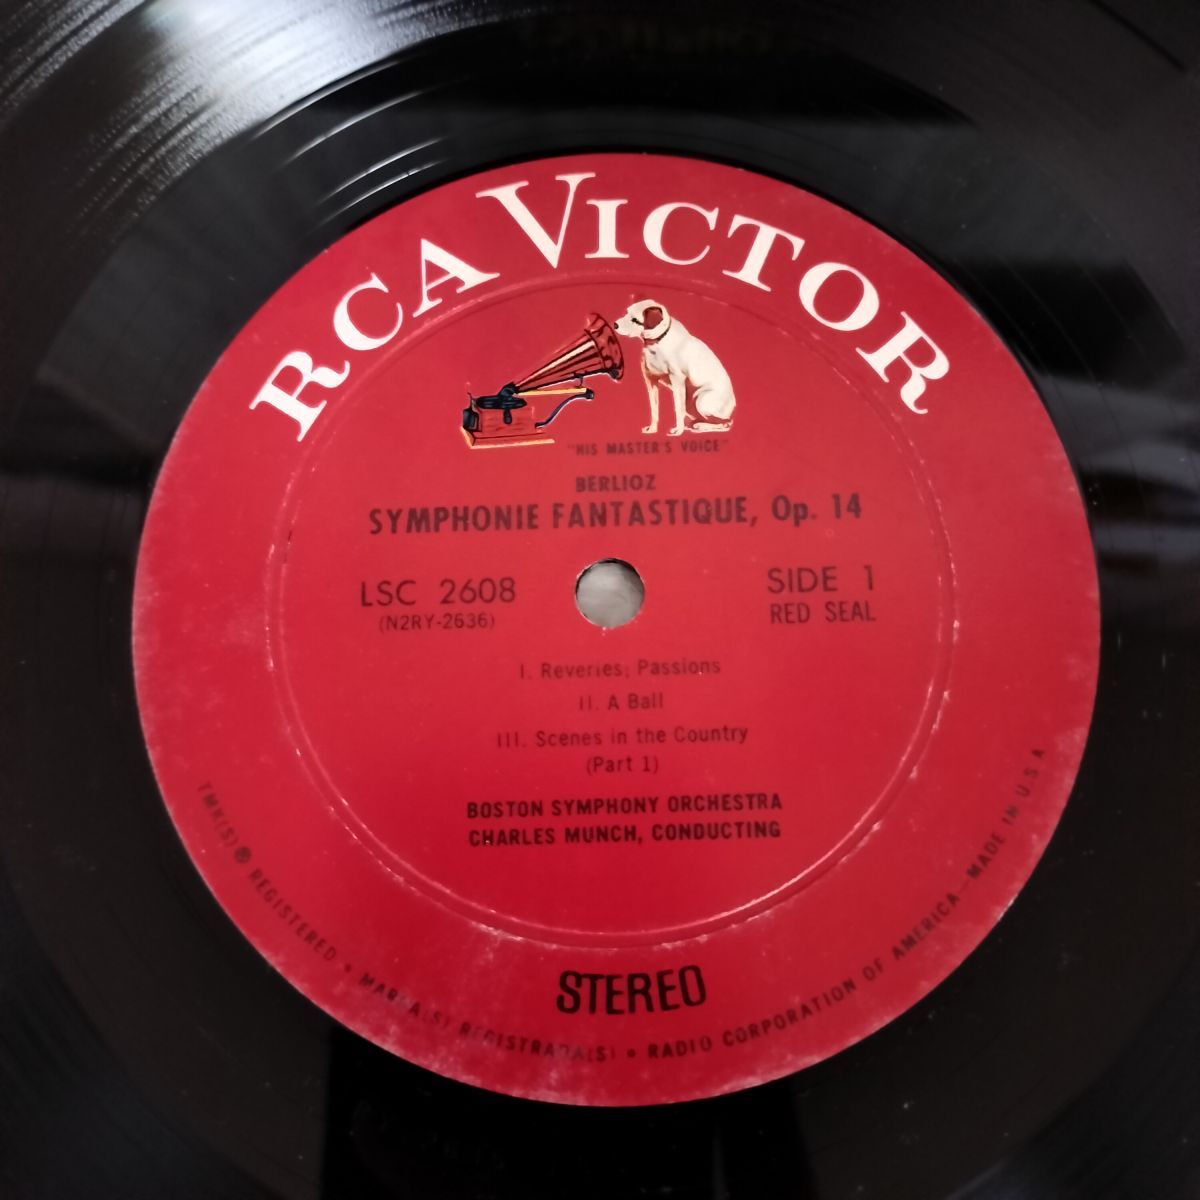 RCA VICTOR
"HIS MASTER'S VOICE"
BERLIOZ
SYMPHONIE FANTASTIQUE, Op. 14
LSC 2608
(N2RY-2636)
SIDE 1
RED SEAL
I. Reveries; Passions
II. A Ball
III. Scenes in the Country
(Part 1)
BOSTON SYMPHONY ORCHESTRA
CHARLES MUNCH, CONDUCTING
STEREO
TMK(S) ® REGISTERED • MARCA(S) REGISTRADA(S) • RADIO CORPORATION OF AMERICA—MADE IN U.S.A